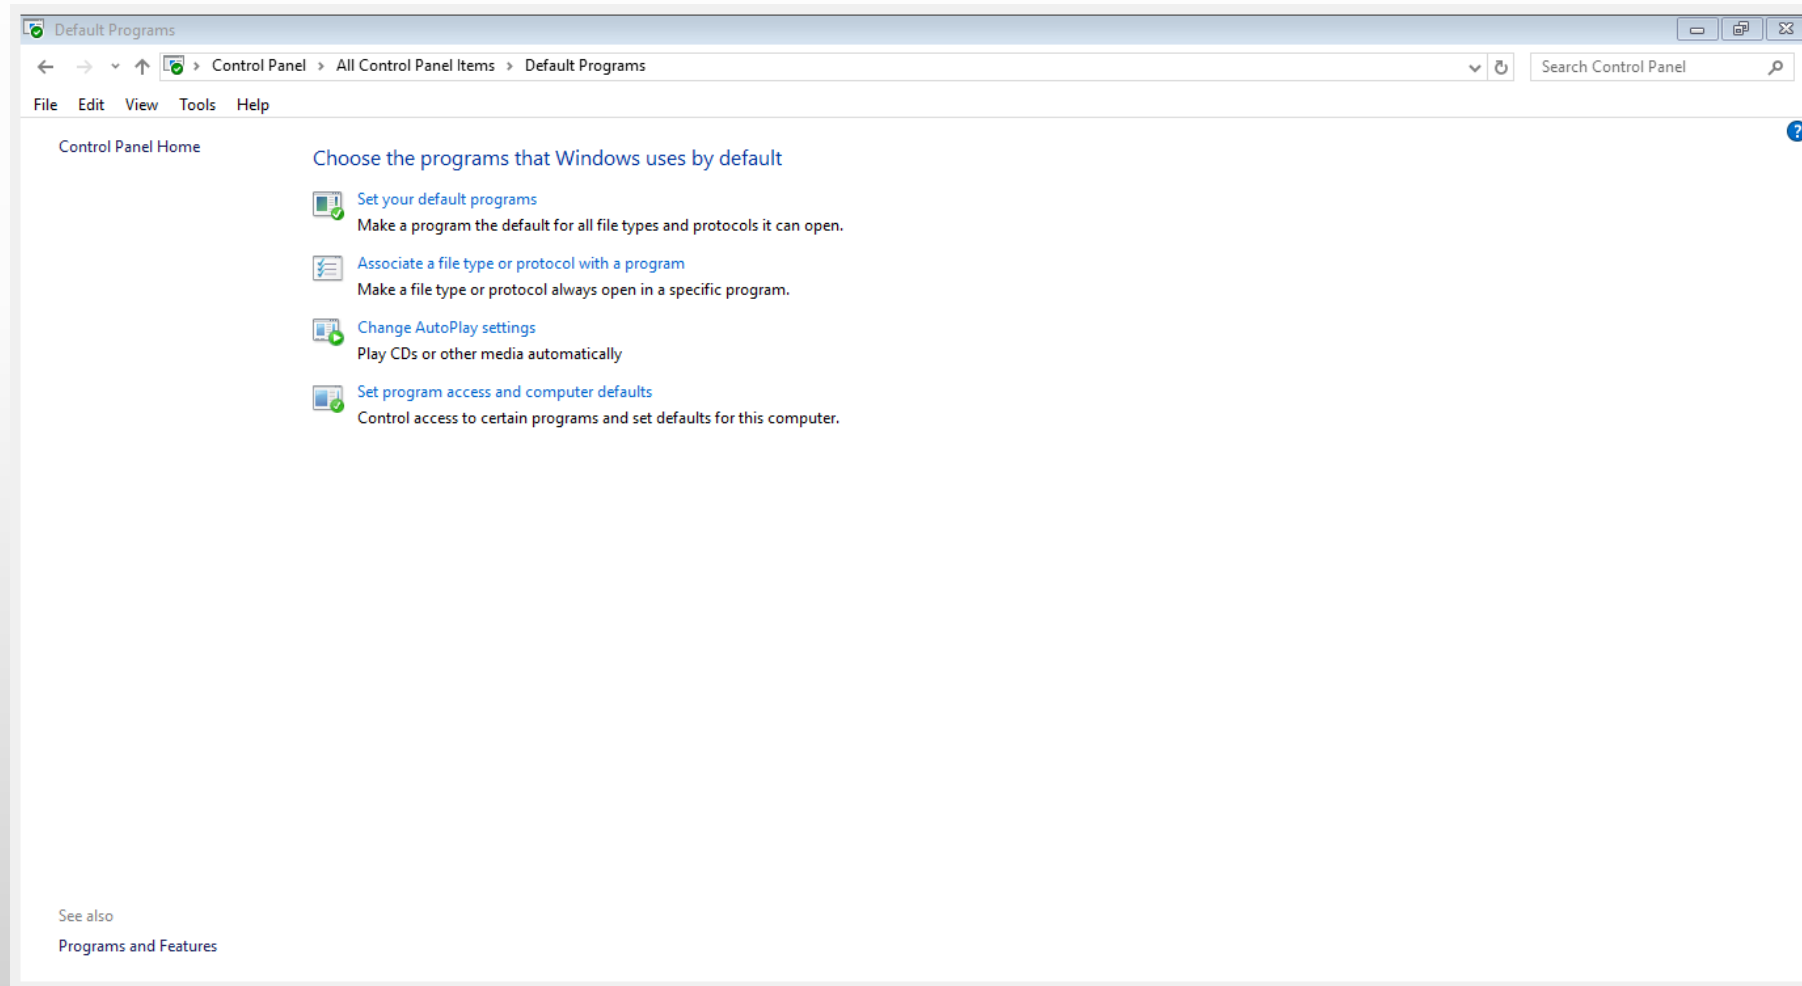 Default Programs
Control Panel > All Control Panel Items > Default Programs
Search Control Panel
File Edit View Tools Help
?
Control Panel Home
Choose the programs that Windows uses by default
Set your default programs
Make a program the default for all file types and protocols it can open.
Associate a file type or protocol with a program
Make a file type or protocol always open in a specific program.
Change AutoPlay settings
Play CDs or other media automatically
Set program access and computer defaults
Control access to certain programs and set defaults for this computer.
See also
Programs and Features